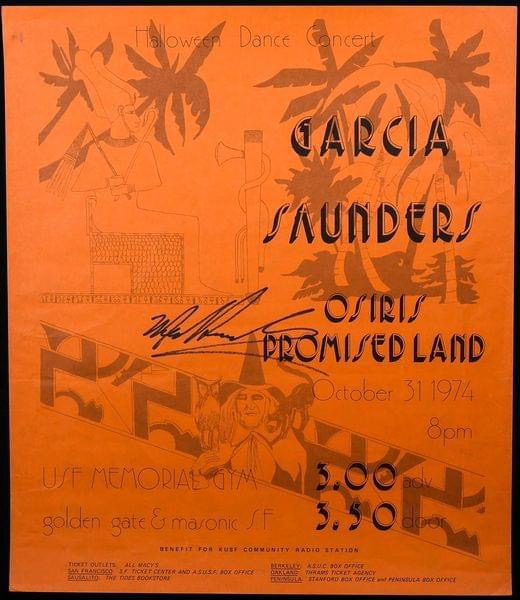 Halloween Dance Concert
GARCIA
SAUNDERS
OSIRIS
PROMISED LAND
October 31 1974
8pm
USF MEMORIAL GYM 3.00 adv
golden gate & masonic S.F 3.50 door
BENEFIT FOR KUSF COMMUNITY RADIO STATION
TICKET OUTLETS: ALL MACY'S
SAN FRANCISCO S.F. TICKET CENTER AND A.S.U.S.F. BOX OFFICE
SAUSALITO: THE TIDES BOOKSTORE
BERKELEY: A.S.U.C. BOX OFFICE
OAKLAND: THRAMS TICKET AGENCY
PENINSULA: STANFORD BOX OFFICE and PENINSULA BOX OFFICE